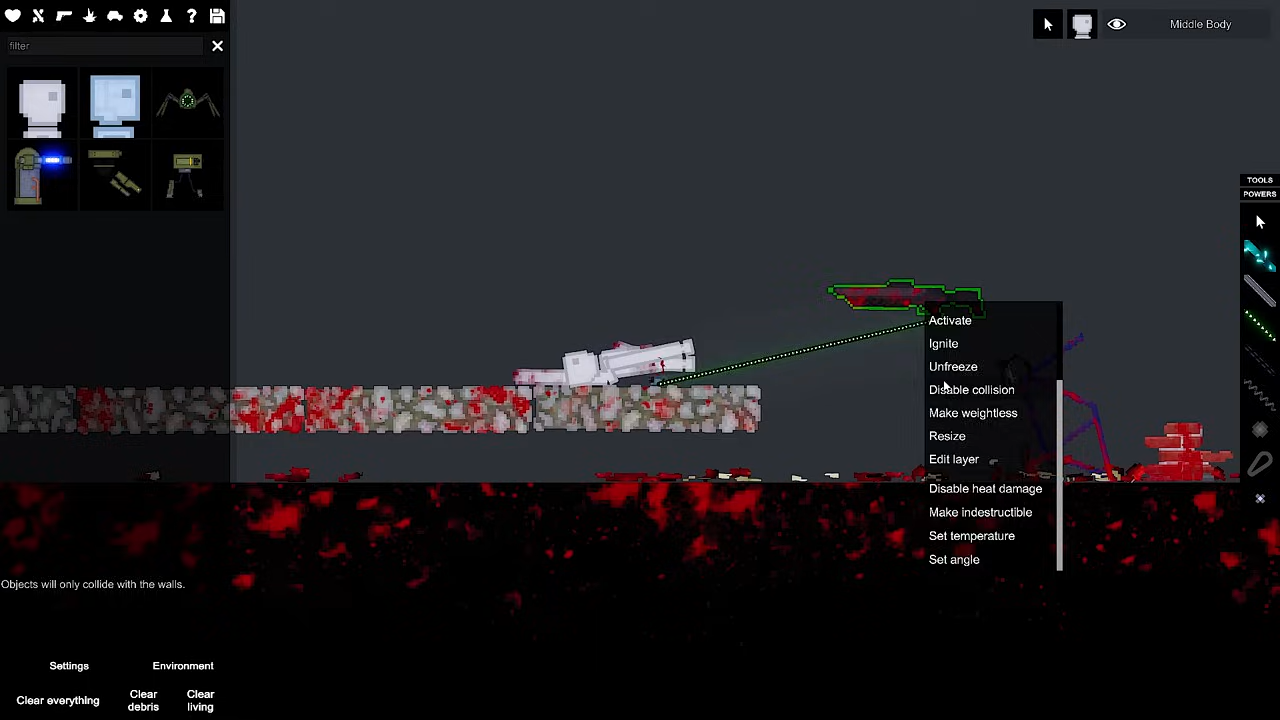 ?
filter
Middle Body
TOOLS
POWERS
Activate
Ignite
Unfreeze
Disable collision
Make weightless
Resize
Edit layer
Disable heat damage
Make indestructible
Set temperature
Set angle
Objects will only collide with the walls.
Settings
Environment
Clear everything
Clear
debris
Clear
living